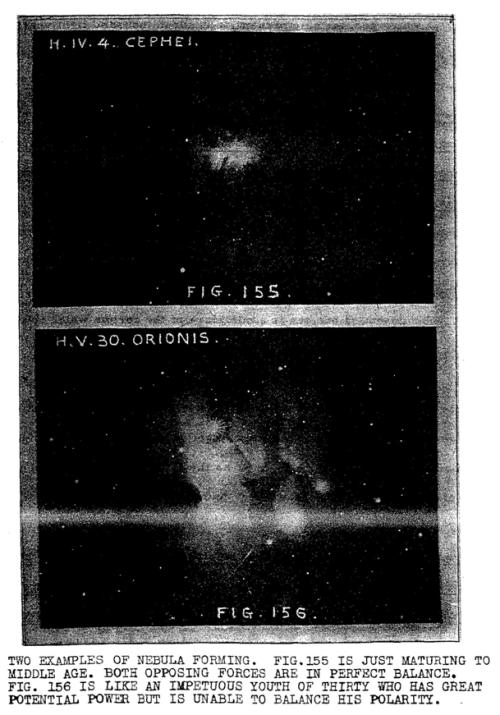 H. IV. 4. CEPHEI.
FIG. 155.
H.V. 30. ORIONIS.
FIG. 156.
TWO EXAMPLES OF NEBULA FORMING. FIG.155 IS JUST MATURING TO
MIDDLE AGE. BOTH OPPOSING FORCES ARE IN PERFECT BALANCE.
FIG. 156 IS LIKE AN IMPETUOUS YOUTH OF THIRTY WHO HAS GREAT
POTENTIAL POWER BUT IS UNABLE TO BALANCE HIS POLARITY.